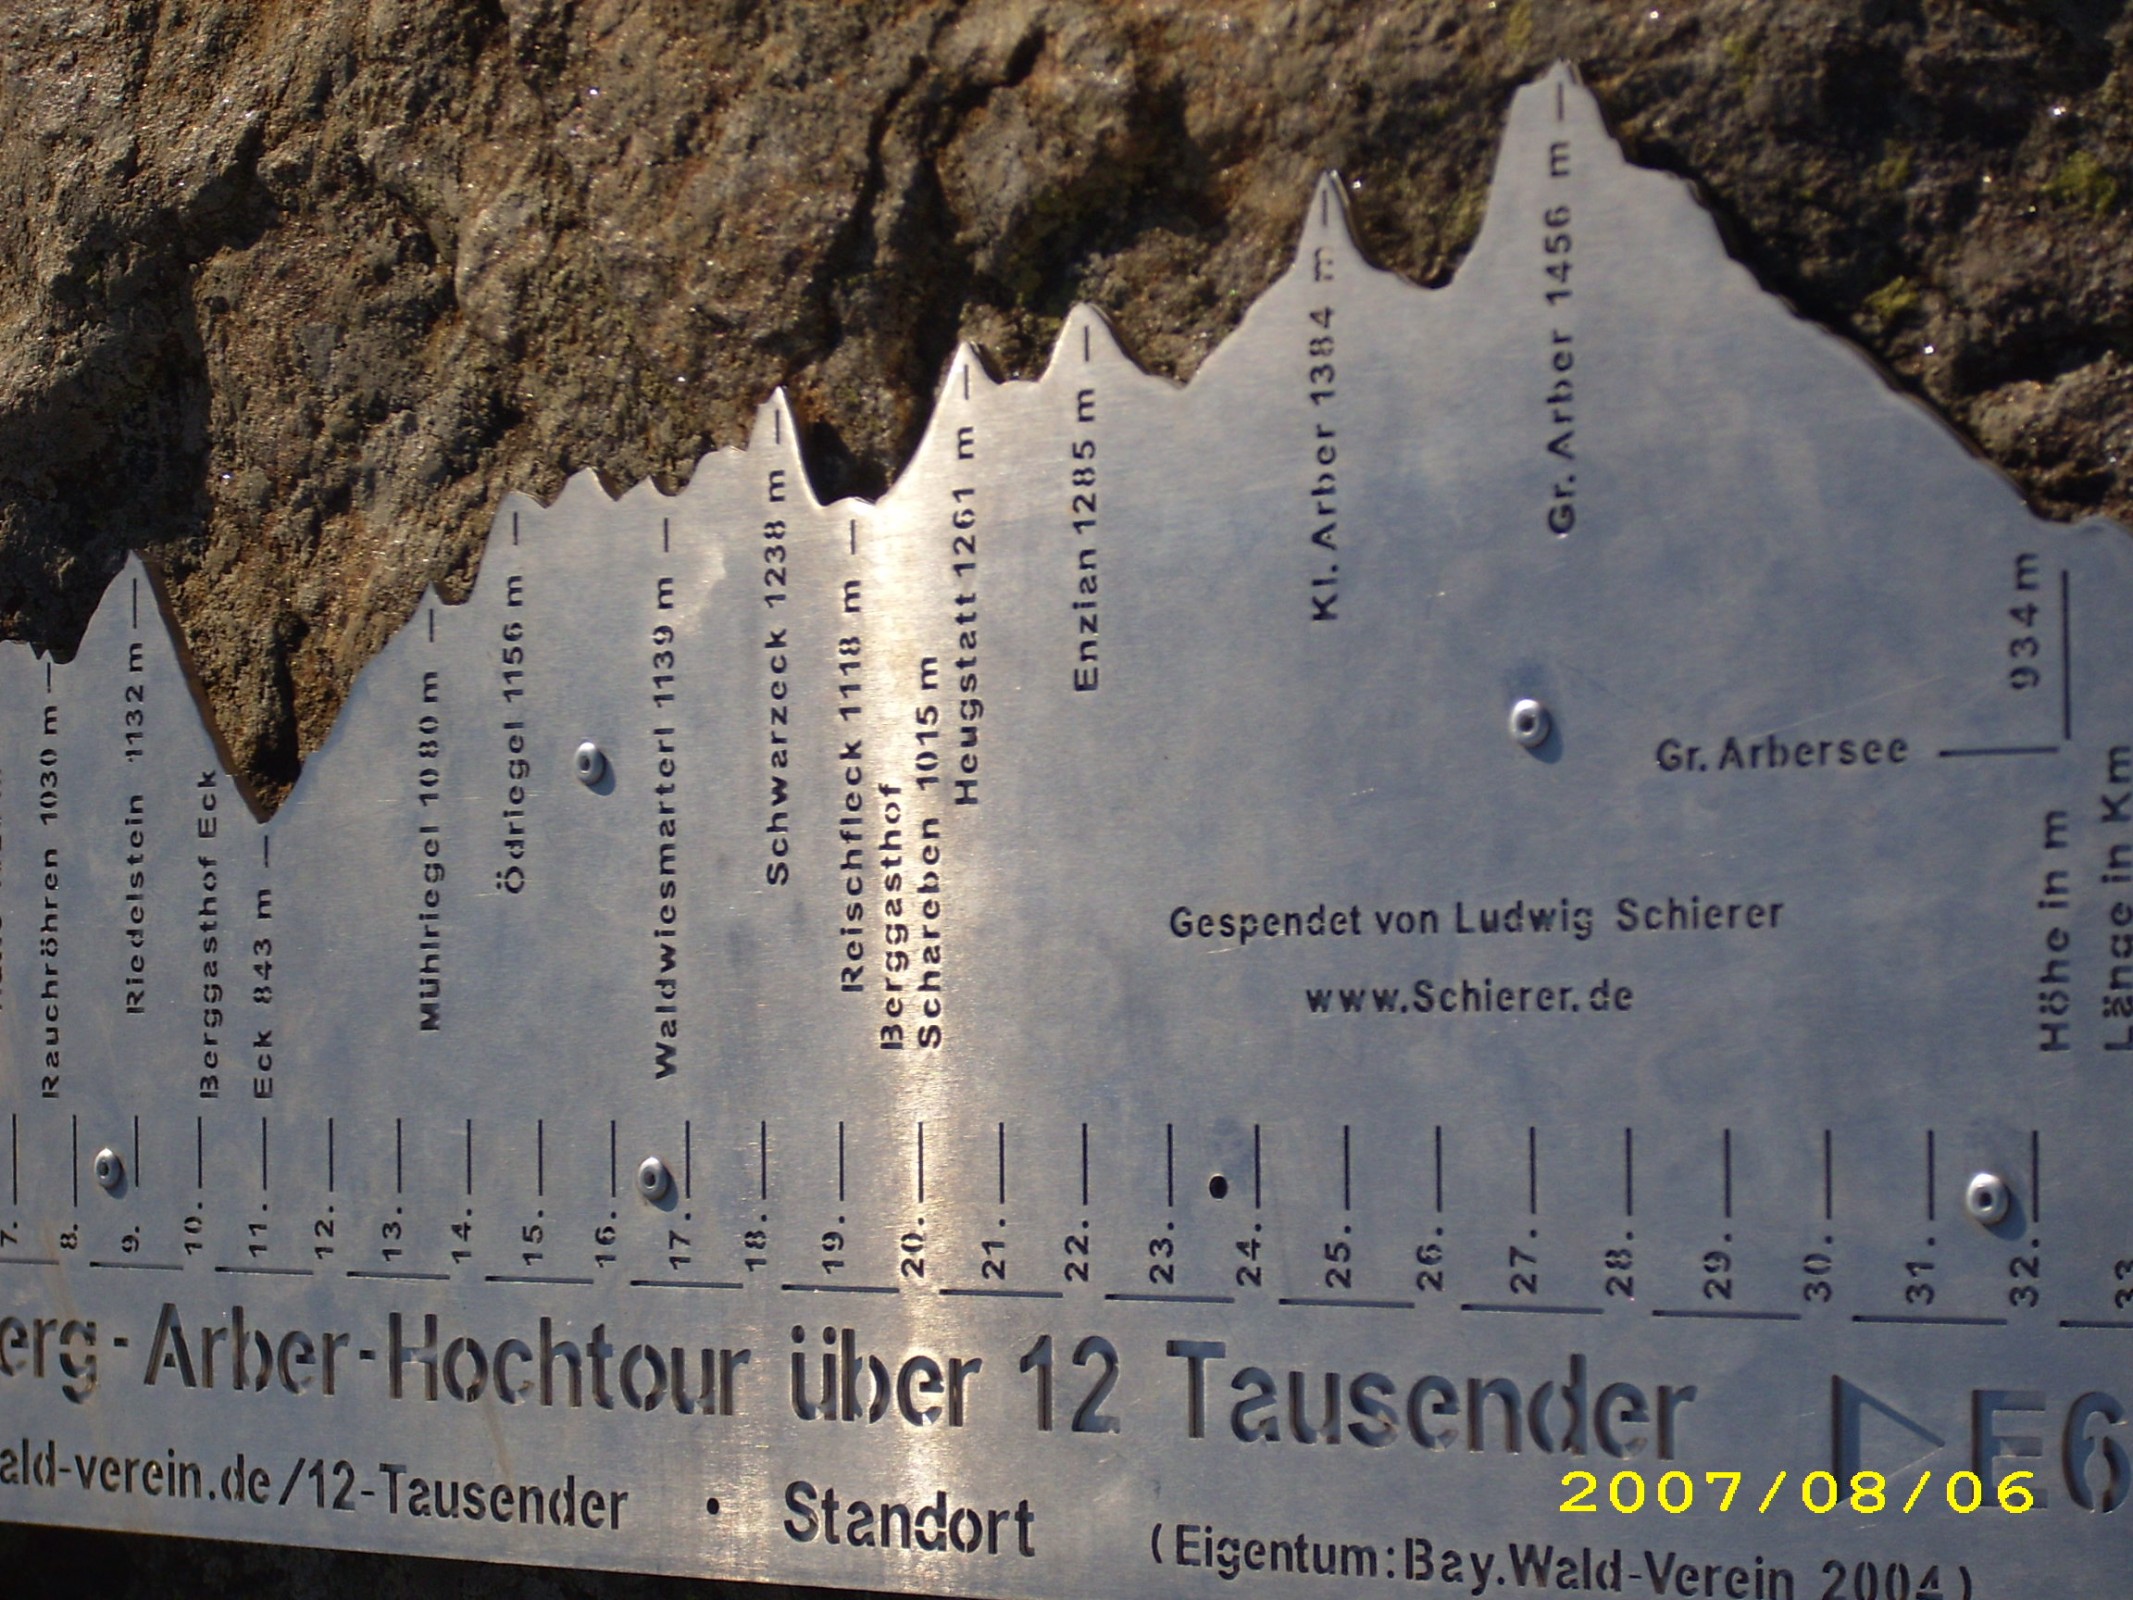 Rauchröhren 1030 m
Riedelstein 1132 m
Berggasthof Eck
Eck 843 m
Mühlriegel 1080 m
Ödriegel 1156 m
Waldwiesmarterl 1139 m
Schwarzeck 1238 m
Reischfleck 1118 m
Berggasthof
Schareben 1015 m
Heugstatt 1261 m
Enzian 1285 m
Kl. Arber 1384 m
Gr. Arber 1456 m
Gr. Arbersee
934 m
Höhe in m
Länge in Km
Gespendet von Ludwig Schierer
www.Schierer.de
7. 8. 9. 10. 11. 12. 13. 14. 15. 16. 17. 18. 19. 20. 21. 22. 23. 24. 25. 26. 27. 28. 29. 30. 31. 32. 33
erg-Arber-Hochtour über 12 Tausender E6
ald-verein.de/12-Tausender • Standort (Eigentum:Bay.Wald-Verein 2004)
2007/08/06